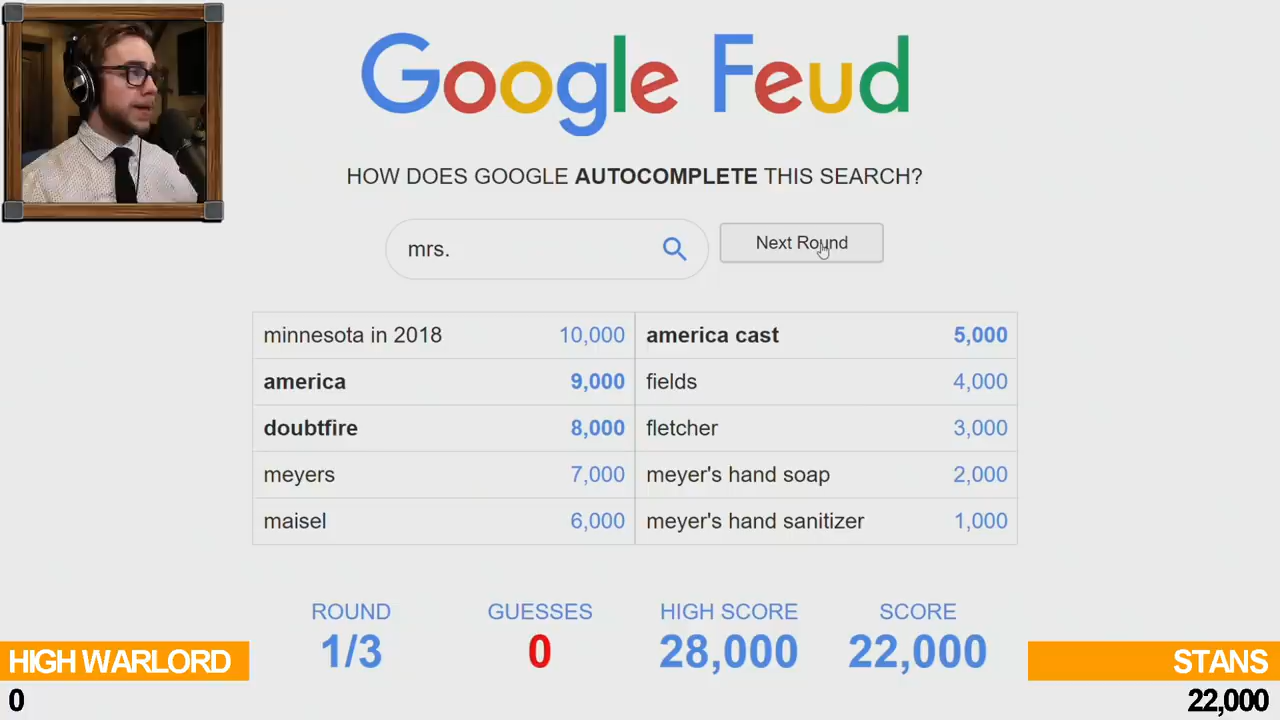 Google Feud
HOW DOES GOOGLE AUTOCOMPLETE THIS SEARCH?
mrs.
Next Round
minnesota in 2018 10,000
america 9,000
doubtfire 8,000
meyers 7,000
maisel 6,000
america cast 5,000
fields 4,000
fletcher 3,000
meyer's hand soap 2,000
meyer's hand sanitizer 1,000
ROUND
1/3
GUESSES
0
HIGH SCORE
28,000
SCORE
22,000
HIGH WARLORD
0
STANS
22,000